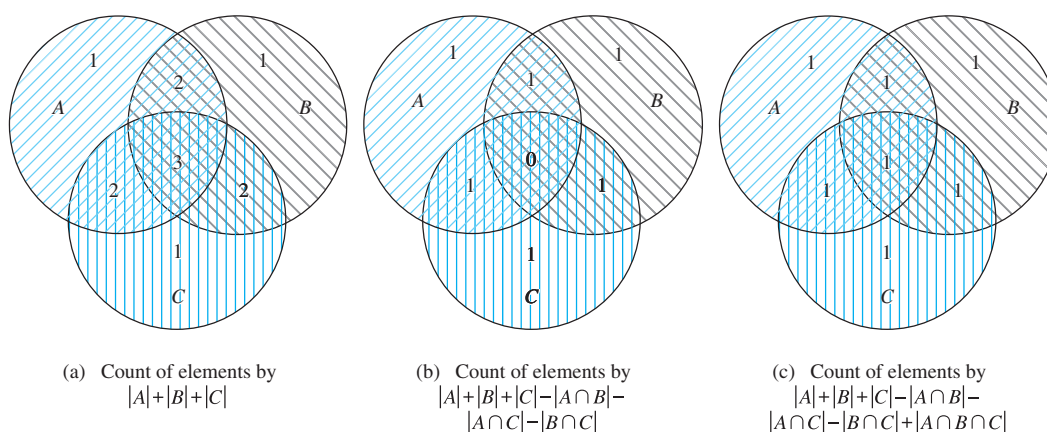 1
1
2
A
B
3
2
2
1
C
(a) Count of elements by
|A|+|B|+|C|
1
1
1
A
B
0
1
1
1
C
(b) Count of elements by
|A|+|B|+|C|−|A∩B|−
|A∩C|−|B∩C|
1
1
1
A
B
1
1
1
1
C
(c) Count of elements by
|A|+|B|+|C|−|A∩B|−
|A∩C|−|B∩C|+|A∩B∩C|